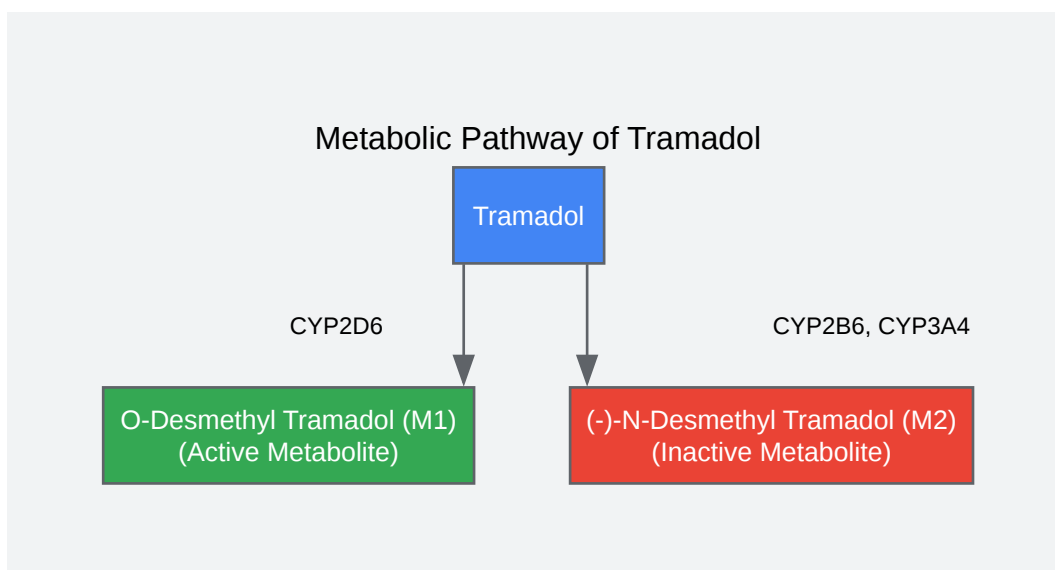 Metabolic Pathway of Tramadol
Tramadol
CYP2D6
CYP2B6, CYP3A4
O-Desmethyl Tramadol (M1)
(Active Metabolite)
(-)-N-Desmethyl Tramadol (M2)
(Inactive Metabolite)